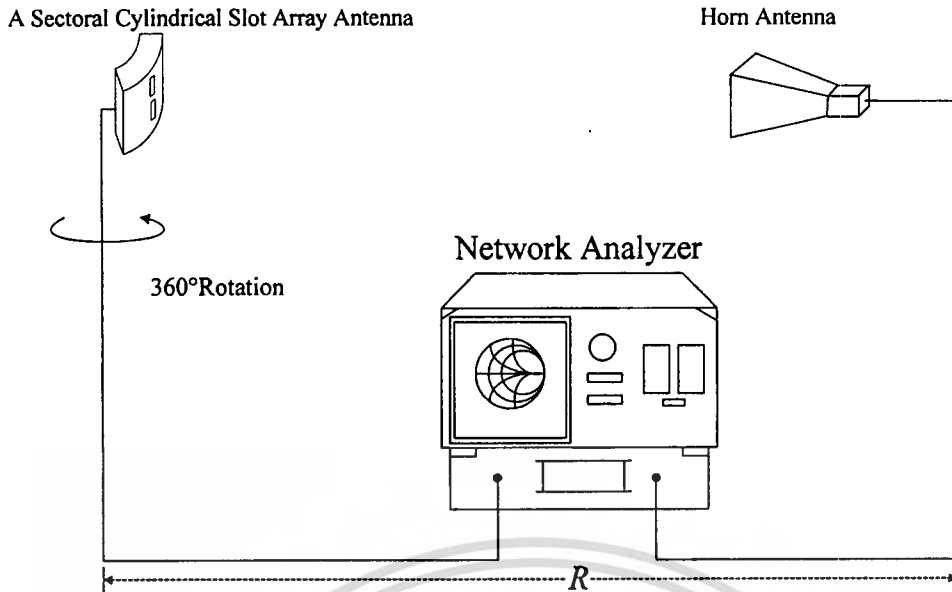 A Sectoral Cylindrical Slot Array Antenna
Horn Antenna
Network Analyzer
360°Rotation
R